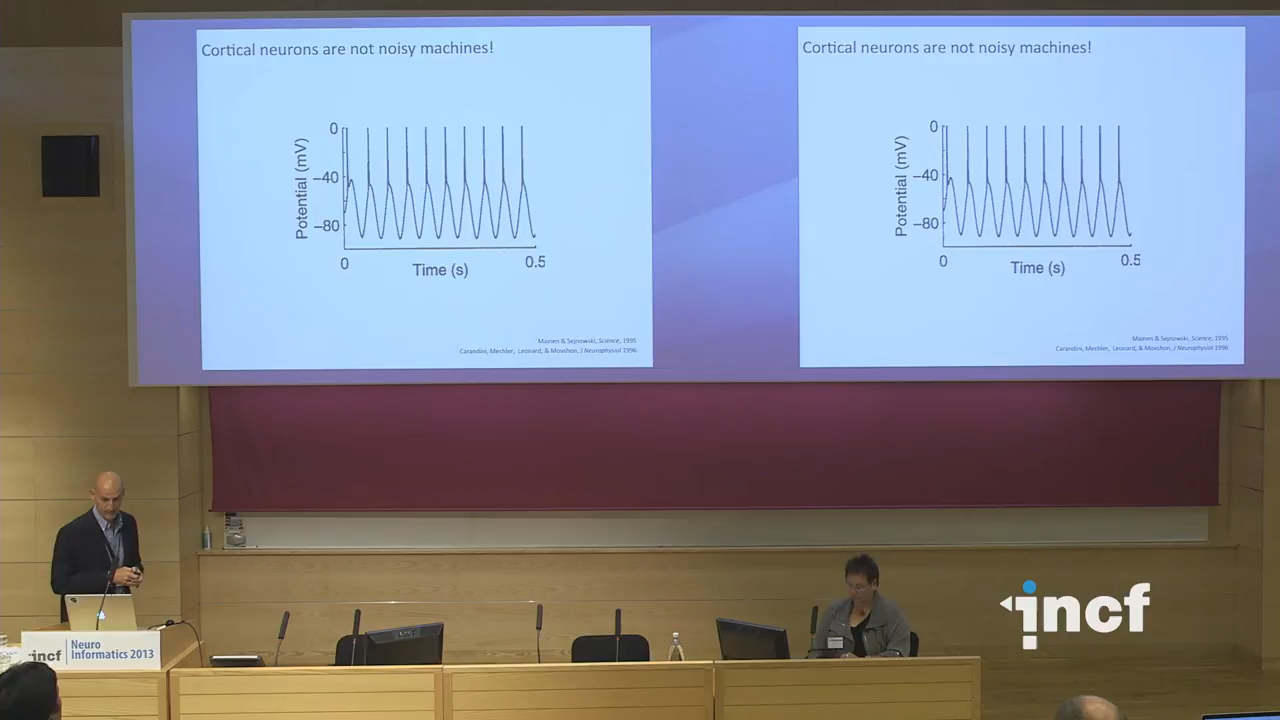 Cortical neurons are not noisy machines!
Potential (mV)
0
−40
−80
0
0.5
Time (s)
Mainen & Sejnowski, Science, 1995
Carandini, Mechler, Leonard, & Movshon, J Neurophysiol 1996
Cortical neurons are not noisy machines!
Potential (mV)
0
−40
−80
0
0.5
Time (s)
Mainen & Sejnowski, Science, 1995
Carandini, Mechler, Leonard, & Movshon, J Neurophysiol 1996
incf
Neuro
Informatics 2013
incf